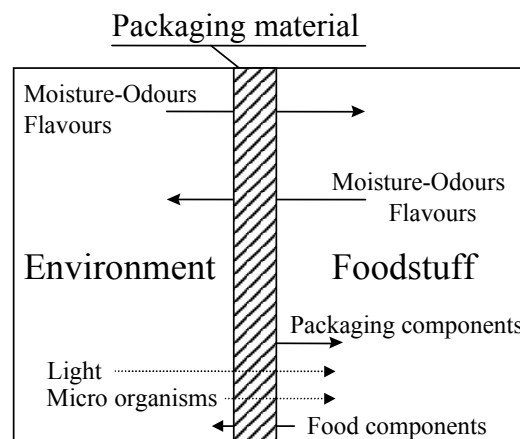 Packaging material
Moisture-Odours
Flavours
Moisture-Odours
Flavours
Environment
Foodstuff
Packaging components
Light
Micro organisms
Food components